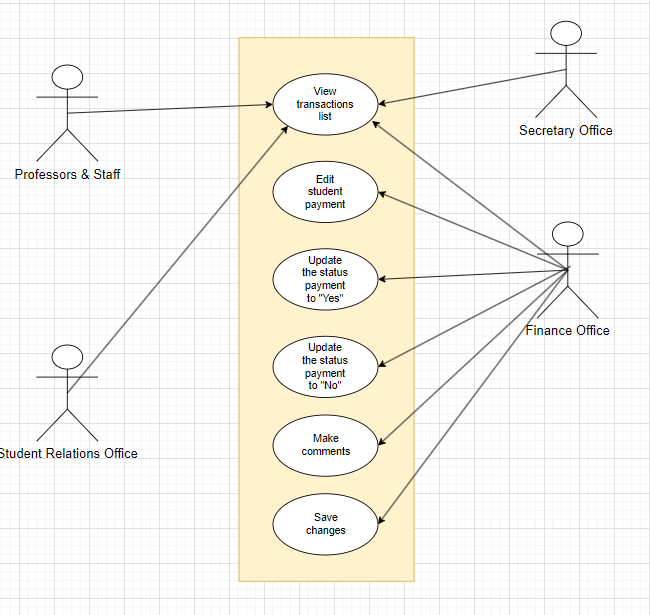 View
transactions
list
Secretary Office
Professors & Staff
Edit
student
payment
Update
the status
payment
to "Yes"
Finance Office
Update
the status
payment
to "No"
Make
comments
Student Relations Office
Save
changes